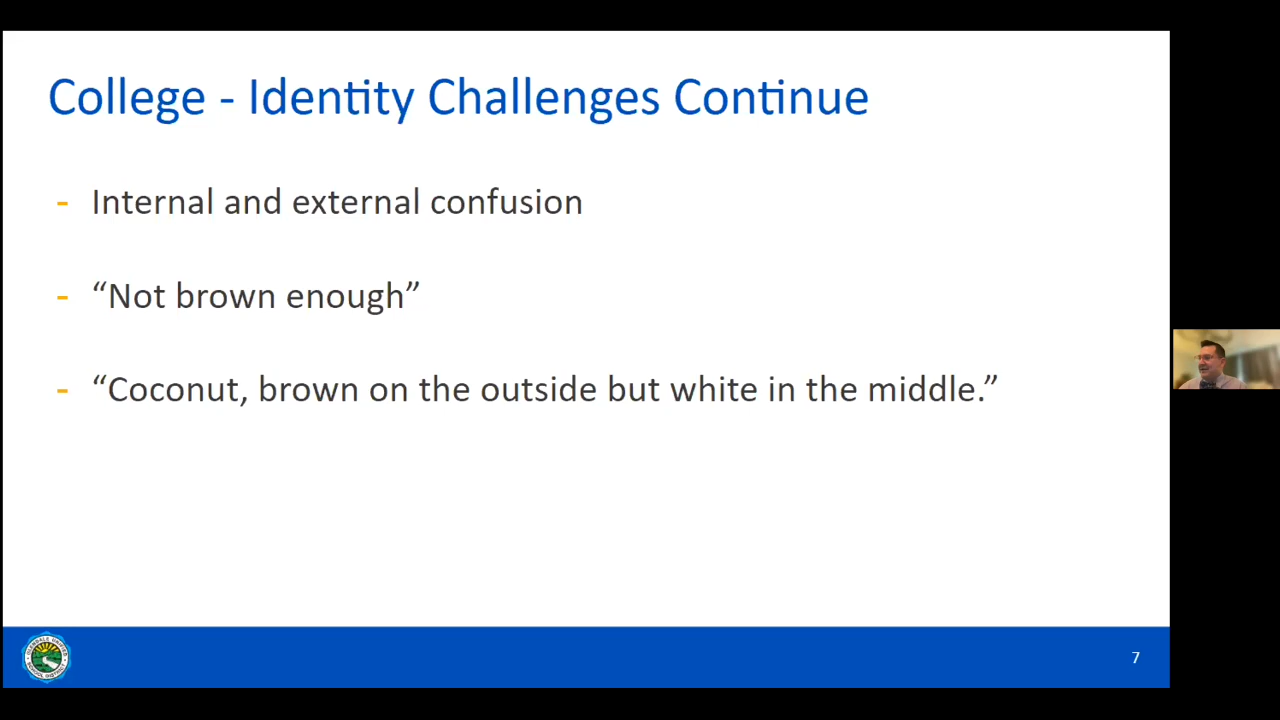 College - Identity Challenges Continue
- Internal and external confusion
- “Not brown enough”
- “Coconut, brown on the outside but white in the middle.”
7